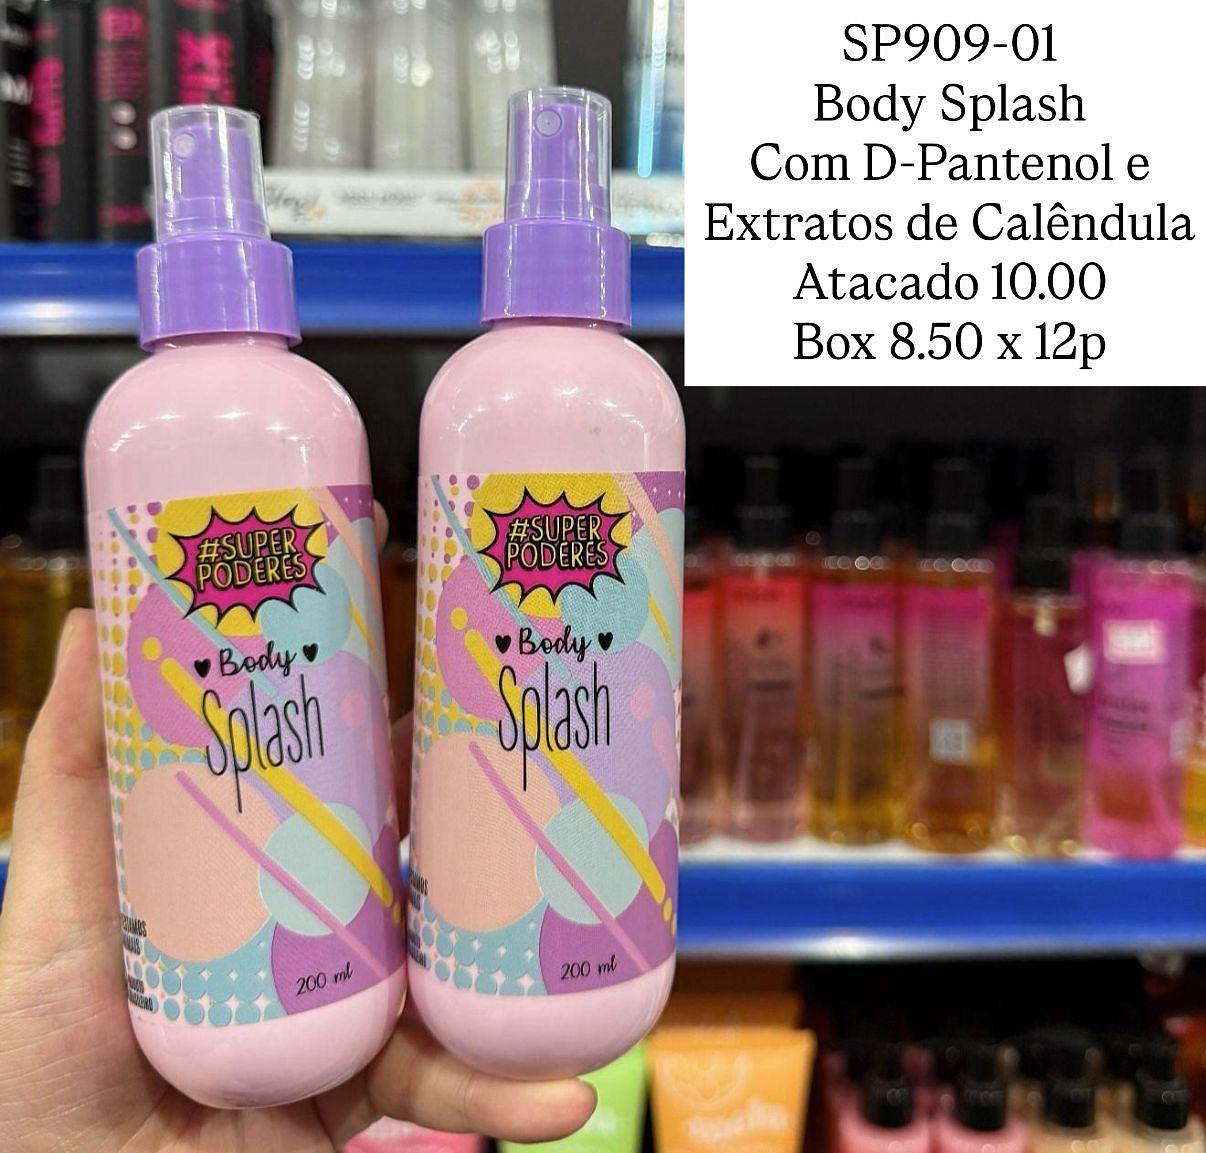 SP909-01
Body Splash
Com D-Pantenol e
Extratos de Calêndula
Atacado 10.00
Box 8.50 x 12p
#SUPER
PODERES
Body
Splash
200 ml
#SUPER
PODERES
Body
Splash
200 ml